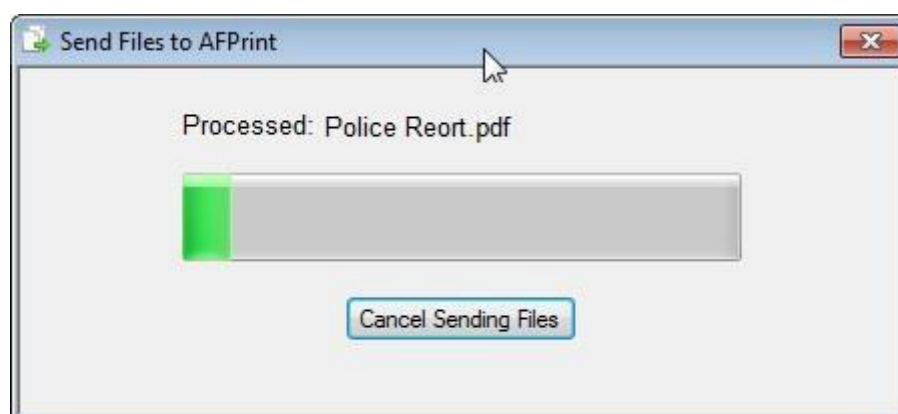 Send Files to AFPrint
Processed: Police Reort.pdf
Cancel Sending Files